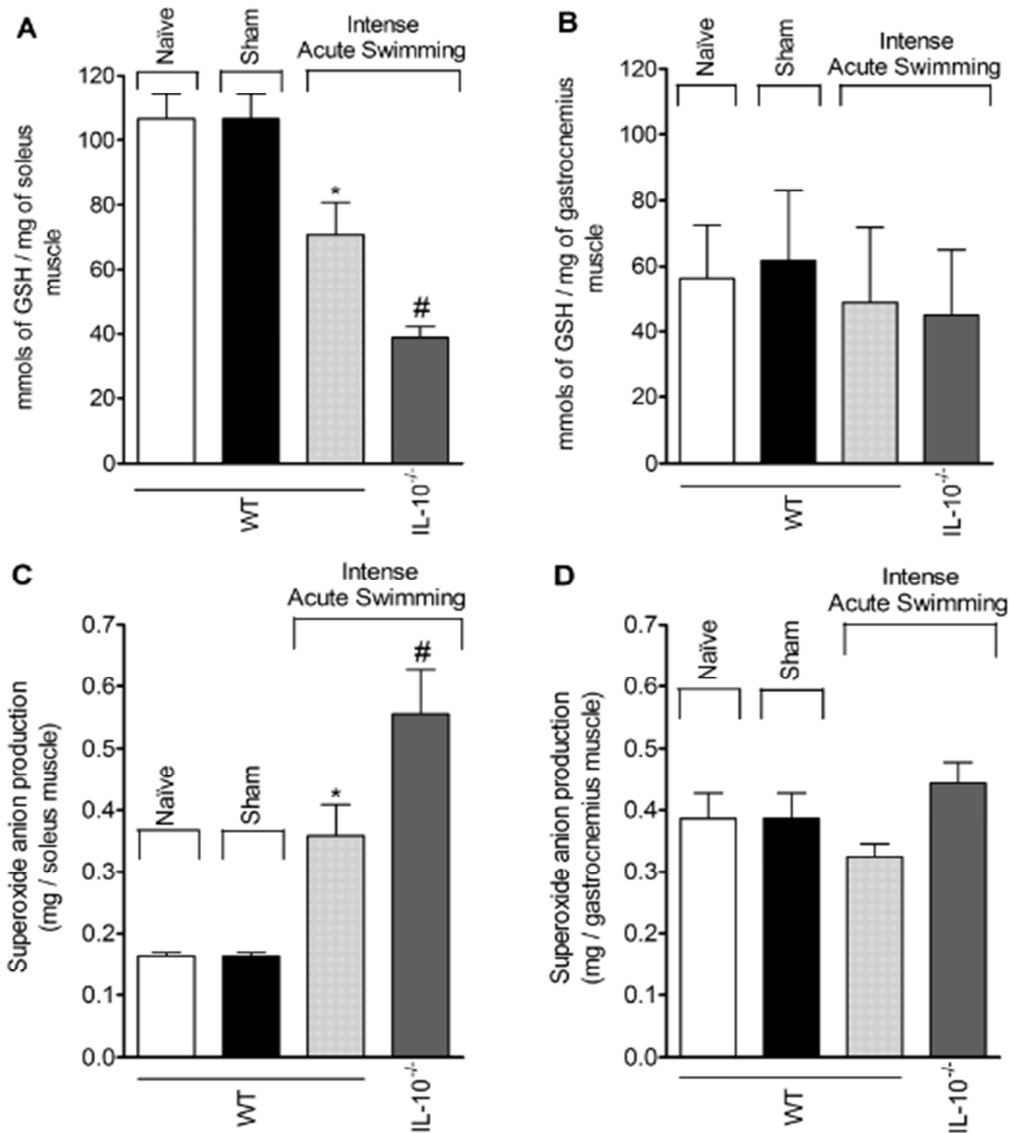 A
Naïve
Sham
Intense
Acute Swimming
mmols of GSH / mg of soleus
muscle
120
100
80
60
40
20
0
*
#
WT
IL-10-/-
B
Naïve
Sham
Intense
Acute Swimming
mmols of GSH / mg of gastrocnemius
muscle
120
100
80
60
40
20
0
WT
IL-10-/-
C
Intense
Acute Swimming
Naïve
Sham
Superoxide anion production
(mg / soleus muscle)
0.7
0.6
0.5
0.4
0.3
0.2
0.1
0.0
*
#
WT
IL-10-/-
D
Intense
Acute Swimming
Naïve
Sham
Superoxide anion production
(mg / gastrocnemius muscle)
0.7
0.6
0.5
0.4
0.3
0.2
0.1
0.0
WT
IL-10-/-